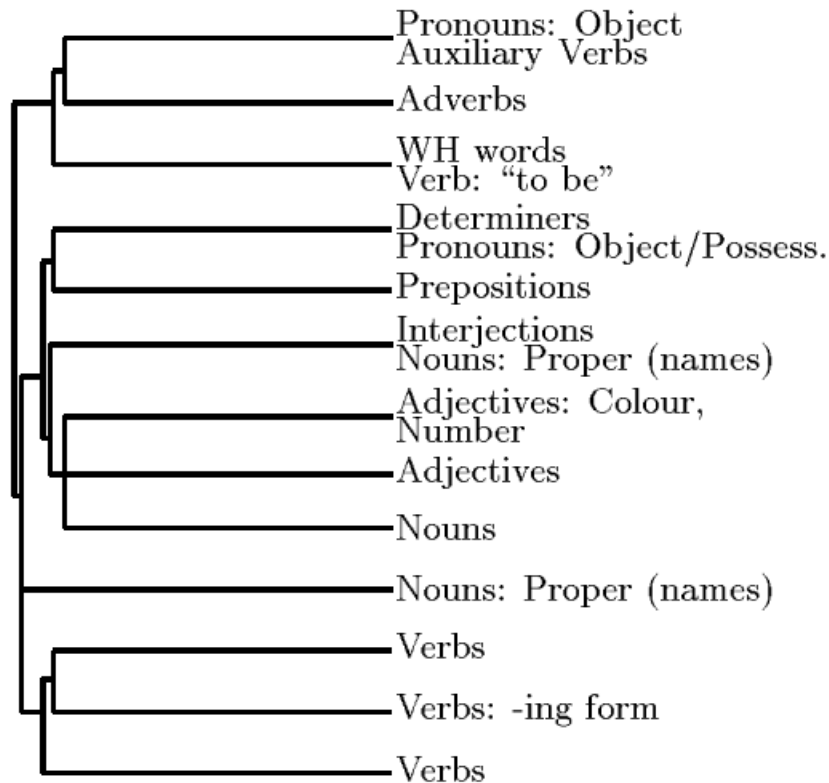 Pronouns: Object
Auxiliary Verbs
Adverbs
WH words
Verb: “to be”
Determiners
Pronouns: Object/Possess.
Prepositions
Interjections
Nouns: Proper (names)
Adjectives: Colour,
Number
Adjectives
Nouns
Nouns: Proper (names)
Verbs
Verbs: -ing form
Verbs